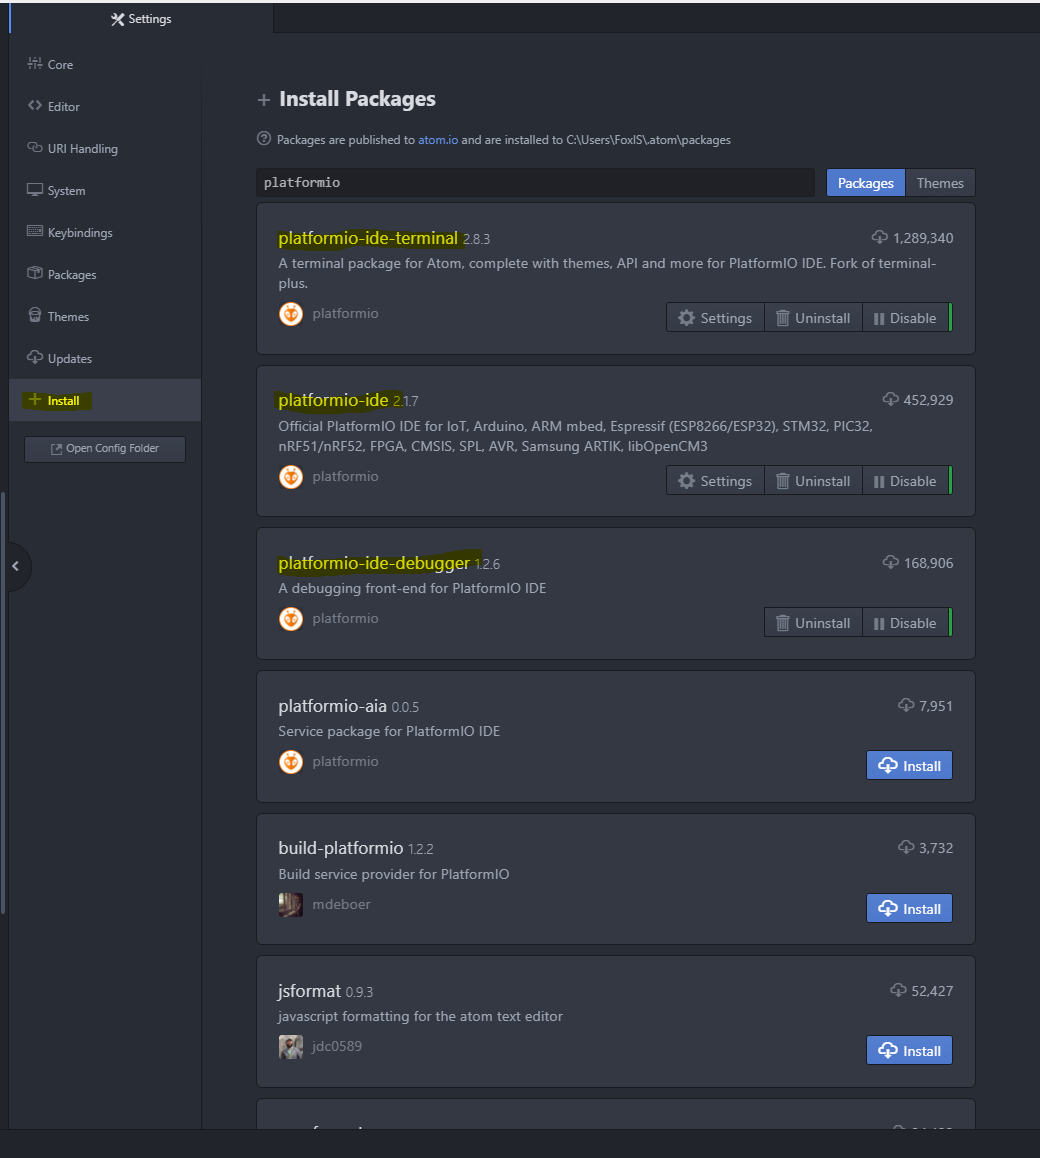 Settings
Core
Editor
URI Handling
System
Keybindings
Packages
Themes
Updates
Install
Open Config Folder
Install Packages
Packages are published to atom.io and are installed to C:\Users\FoxIS\.atom\packages
platformio
Packages Themes
platformio-ide-terminal 2.8.3 1,289,340
A terminal package for Atom, complete with themes, API and more for PlatformIO IDE. Fork of terminal-
plus.
platformio
Settings Uninstall Disable
platformio-ide 2.1.7 452,929
Official PlatformIO IDE for IoT, Arduino, ARM mbed, Espressif (ESP8266/ESP32), STM32, PIC32,
nRF51/nRF52, FPGA, CMSIS, SPL, AVR, Samsung ARTIK, libOpenCM3
platformio
Settings Uninstall Disable
platformio-ide-debugger 1.2.6 168,906
A debugging front-end for PlatformIO IDE
platformio
Uninstall Disable
platformio-aia 0.0.5 7,951
Service package for PlatformIO IDE
platformio
Install
build-platformio 1.2.2 3,732
Build service provider for PlatformIO
mdeboer
Install
jsformat 0.9.3 52,427
javascript formatting for the atom text editor
jdc0589
Install